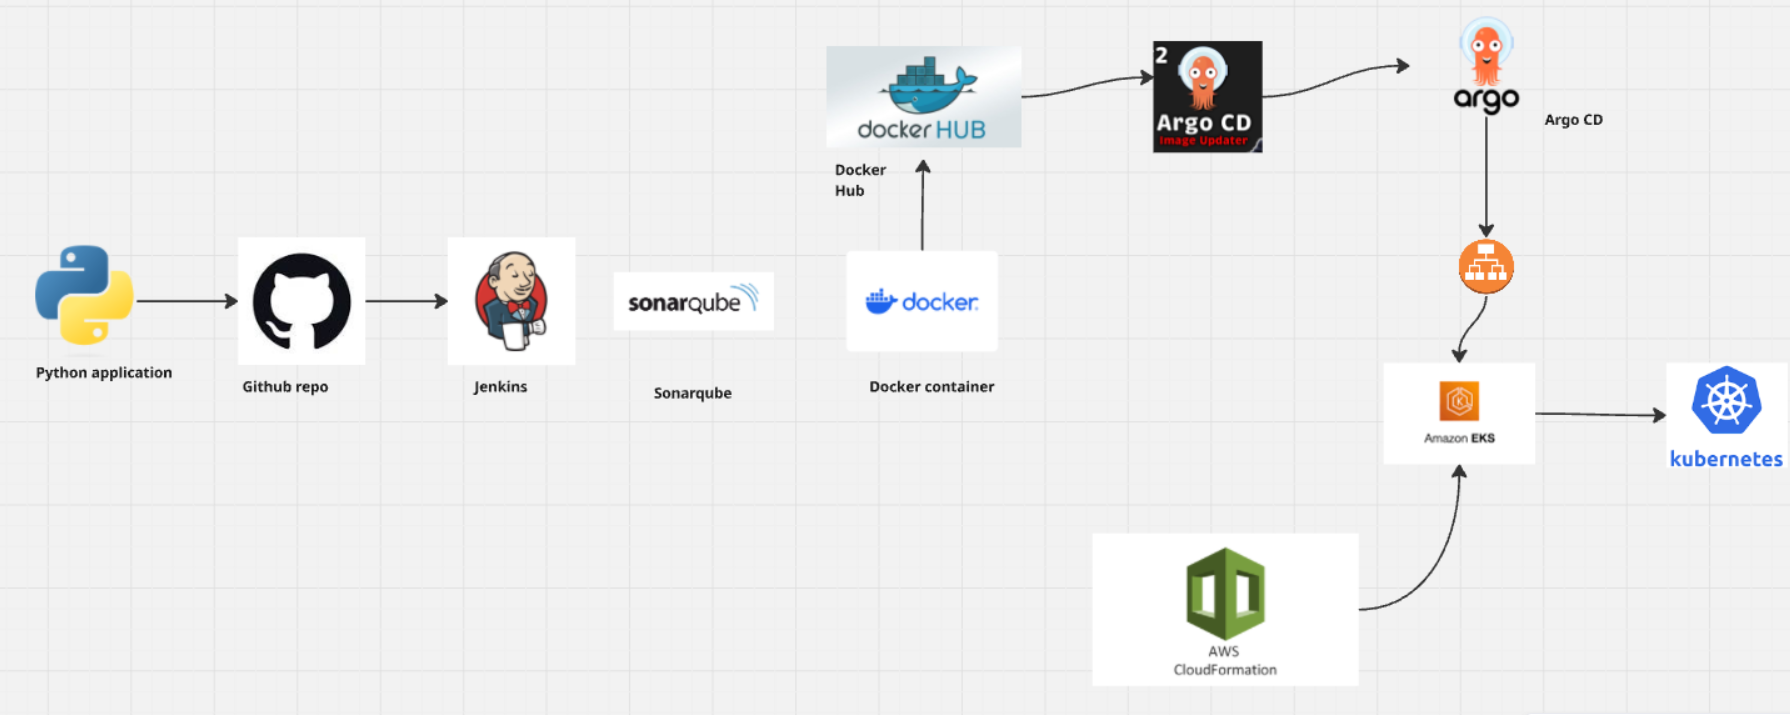 docker HUB
2
Argo CD
Image Updater
argo
Argo CD
Docker
Hub
sonarqube
docker
Python application
Github repo
Jenkins
Sonarqube
Docker container
Amazon EKS
kubernetes
AWS
CloudFormation